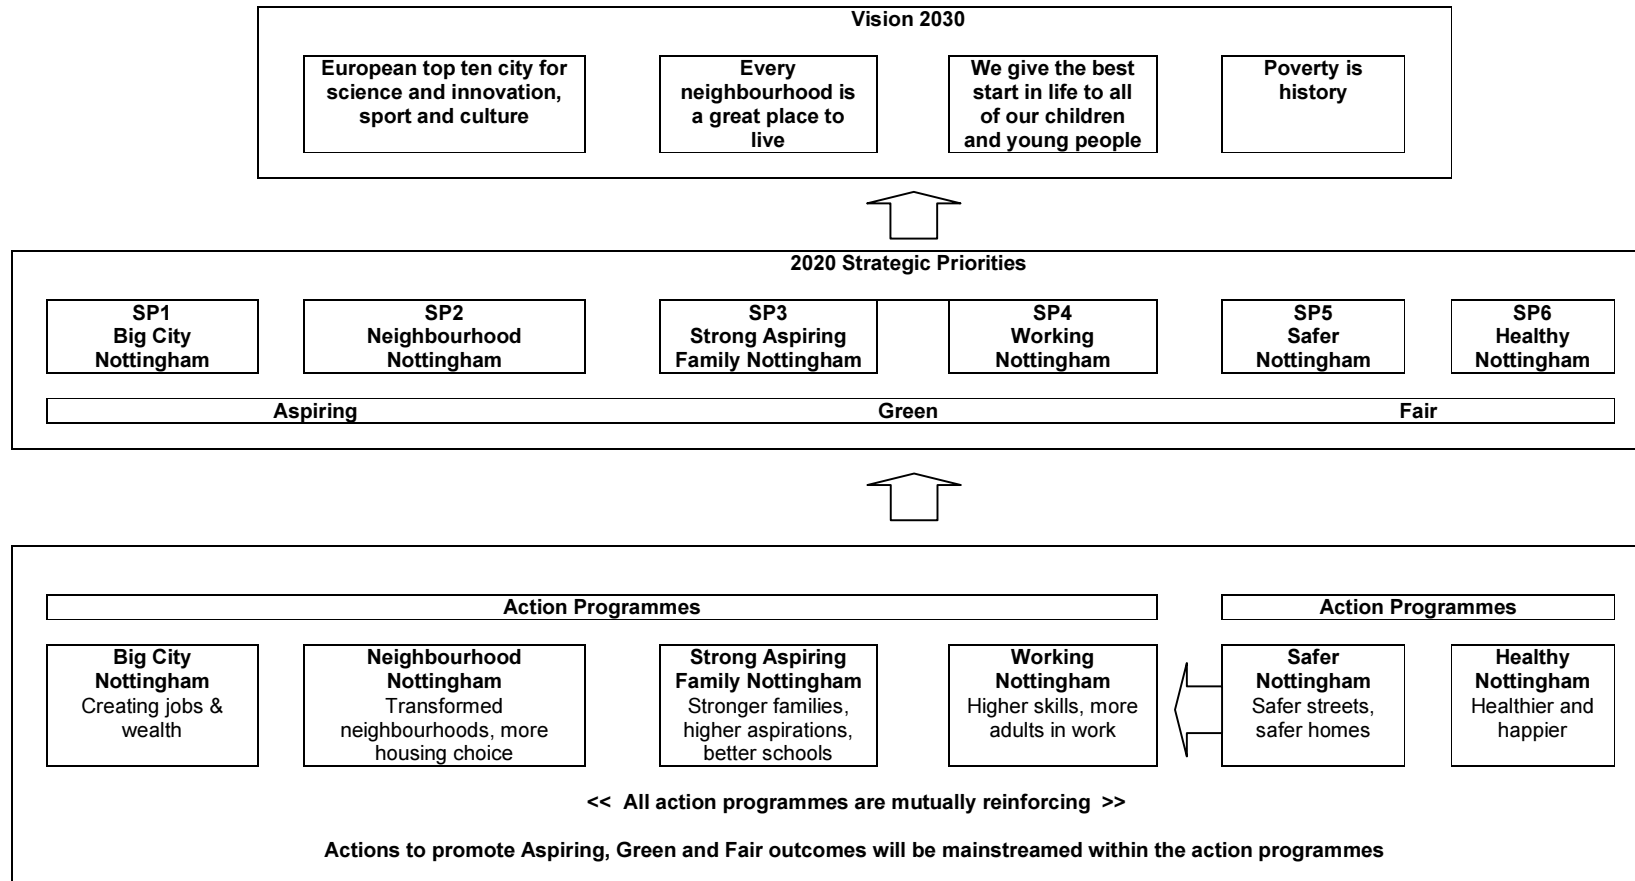 Vision 2030
European top ten city for
science and innovation,
sport and culture
Every
neighbourhood is
a great place to
live
We give the best
start in life to all
of our children
and young people
Poverty is
history
2020 Strategic Priorities
SP1
Big City
Nottingham
SP2
Neighbourhood
Nottingham
SP3
Strong Aspiring
Family Nottingham
SP4
Working
Nottingham
SP5
Safer
Nottingham
SP6
Healthy
Nottingham
Aspiring Green Fair
Action Programmes
Action Programmes
Big City
Nottingham
Creating jobs &
wealth
Neighbourhood
Nottingham
Transformed
neighbourhoods, more
housing choice
Strong Aspiring
Family Nottingham
Stronger families,
higher aspirations,
better schools
Working
Nottingham
Higher skills, more
adults in work
Safer
Nottingham
Safer streets,
safer homes
Healthy
Nottingham
Healthier and
happier
<< All action programmes are mutually reinforcing >>
Actions to promote Aspiring, Green and Fair outcomes will be mainstreamed within the action programmes